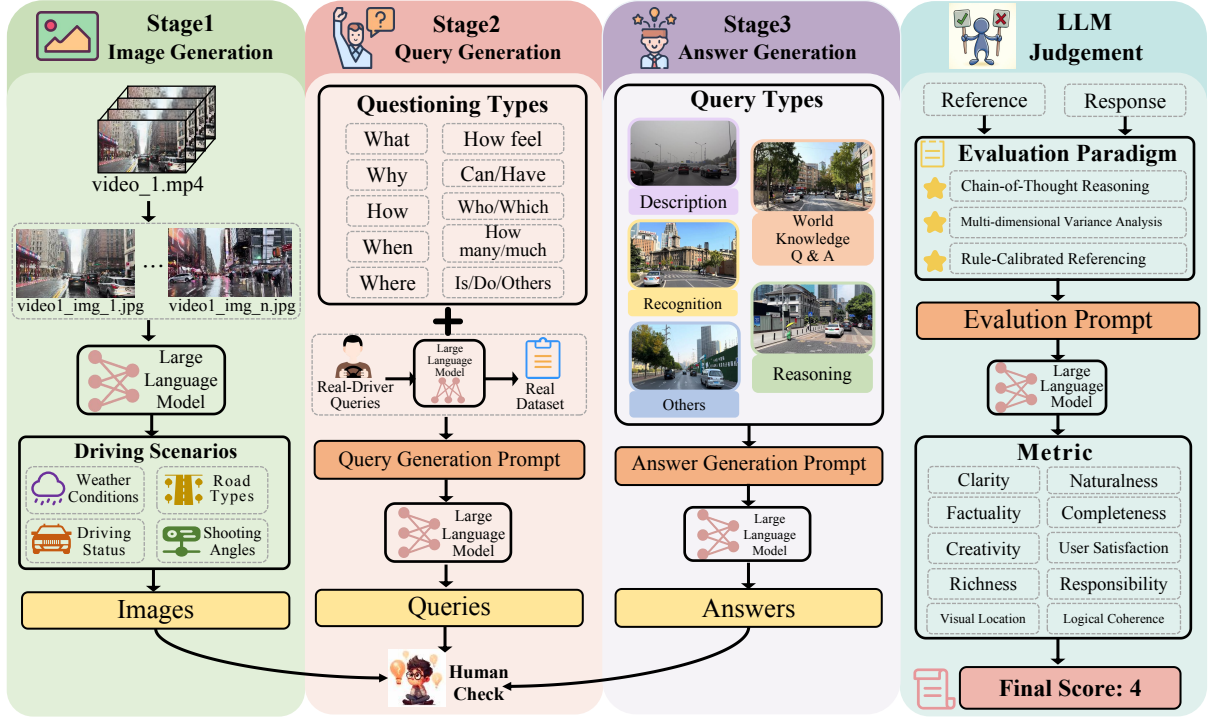 Stage1
Image Generation
video_1.mp4
...
video1_img_1.jpg
video1_img_n.jpg
Large
Language
Model
Driving Scenarios
Weather
Conditions
Road
Types
Driving
Status
Shooting
Angles
Images
Stage2
Query Generation
?
Questioning Types
What
How feel
Why
Can/Have
How
Who/Which
When
How
many/much
Where
Is/Do/Others
+
Real-Driver
Queries
Large
Language
Model
Real
Dataset
Query Generation Prompt
Large
Language
Model
Queries
Human
Check
Stage3
Answer Generation
Query Types
Description
World
Knowledge
Q & A
Recognition
Reasoning
Others
Answer Generation Prompt
Large
Language
Model
Answers
LLM
Judgement
Reference
Response
Evaluation Paradigm
Chain-of-Thought Reasoning
Multi-dimensional Variance Analysis
Rule-Calibrated Referencing
Evalution Prompt
Large
Language
Model
Metric
Clarity
Naturalness
Factuality
Completeness
Creativity
User Satisfaction
Richness
Responsibility
Visual Location
Logical Coherence
Final Score: 4